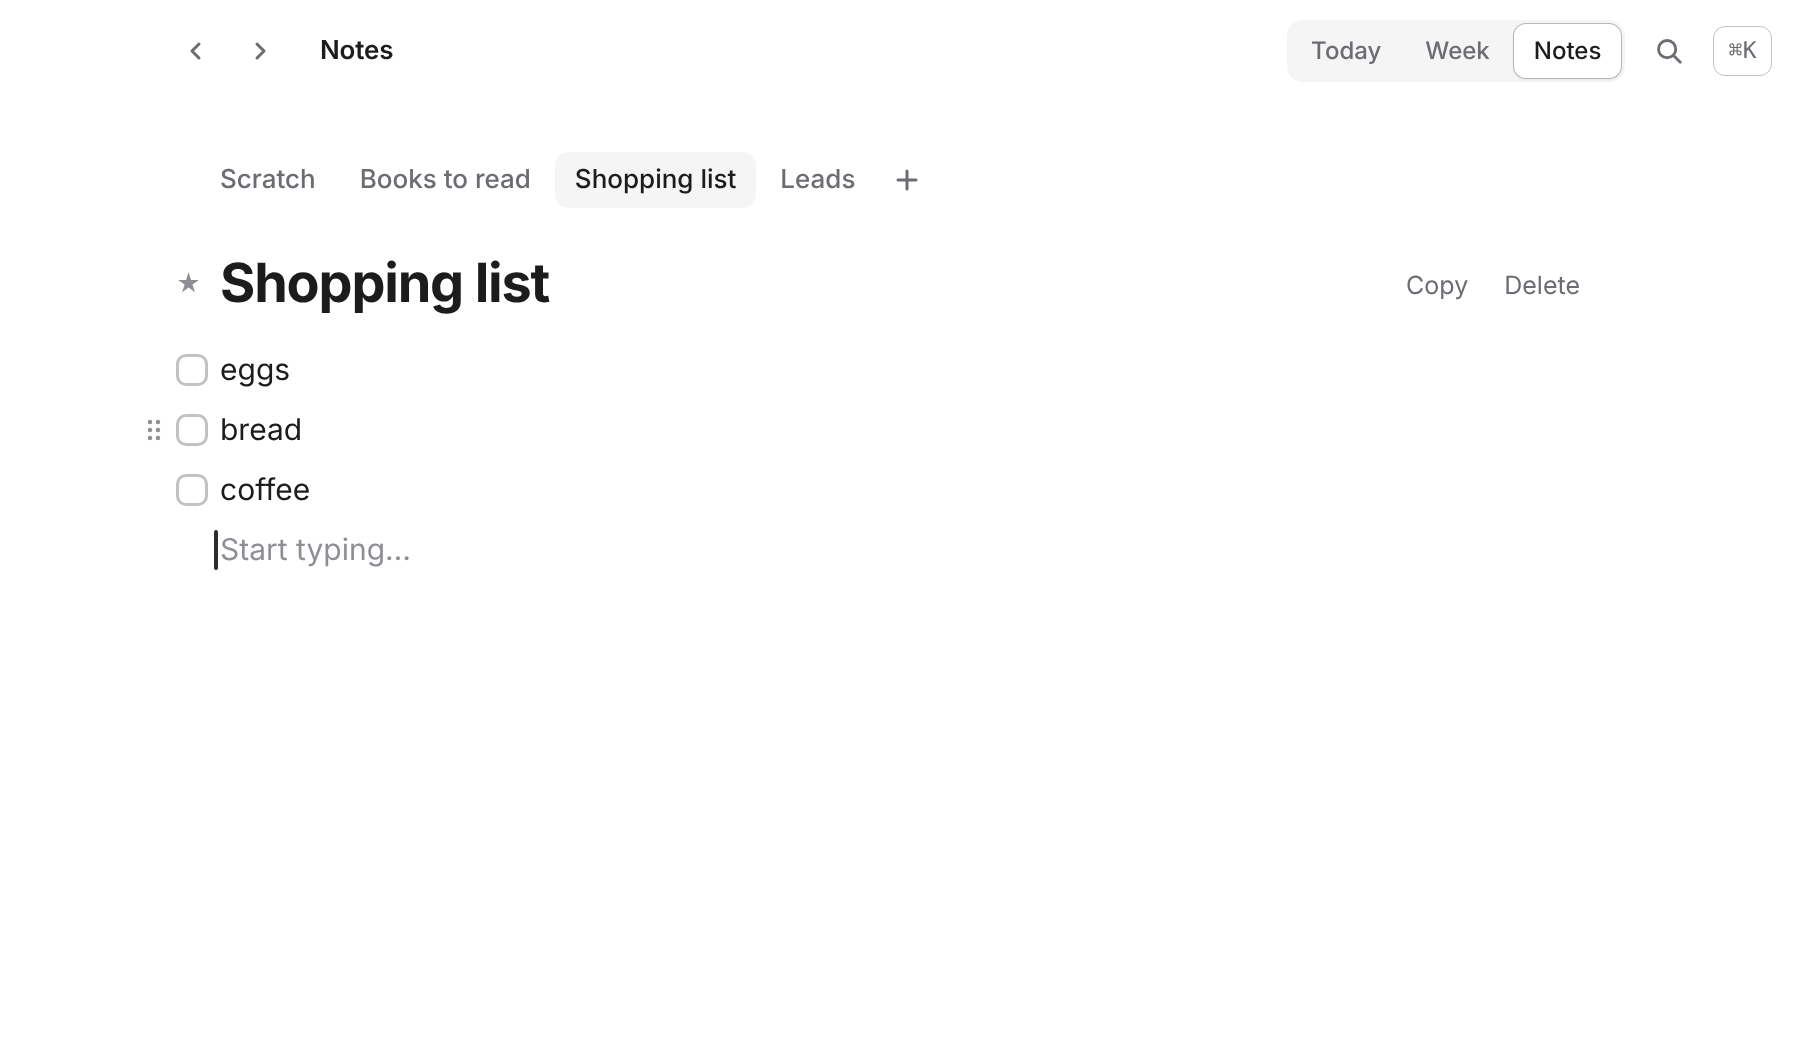 Notes
Today Week Notes ⌘K
Scratch Books to read Shopping list Leads
Shopping list
Copy Delete
eggs
bread
coffee
Start typing...